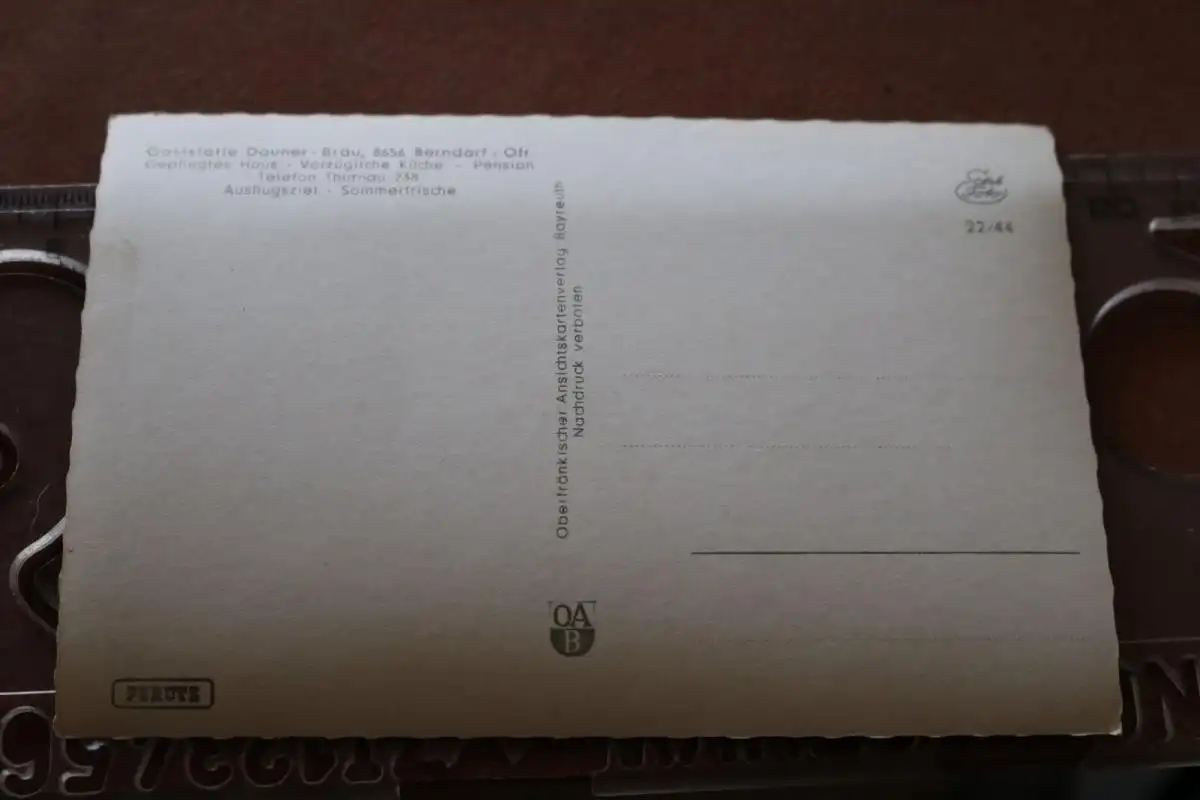 Gaststätte Dauner-Bräu, 8656 Berndorf, Ofr.
Gepflegtes Haus - Vorzügliche Küche - Pension
Telefon Thurnau 238
Ausflugsziel - Sommerfrische
Oberfränkischer Ansichtskartenverlag Bayreuth
Nachdruck verboten
22/44
OA
B
PERUTZ